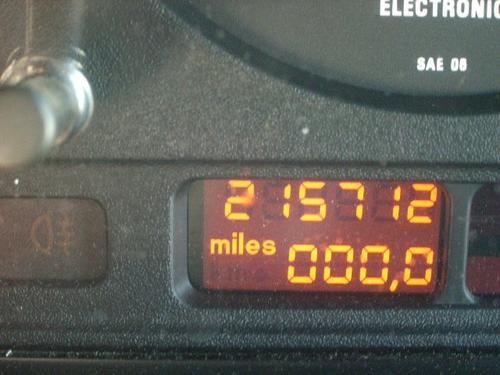 ELECTRONIC
SAE 06
215712
miles
000,0